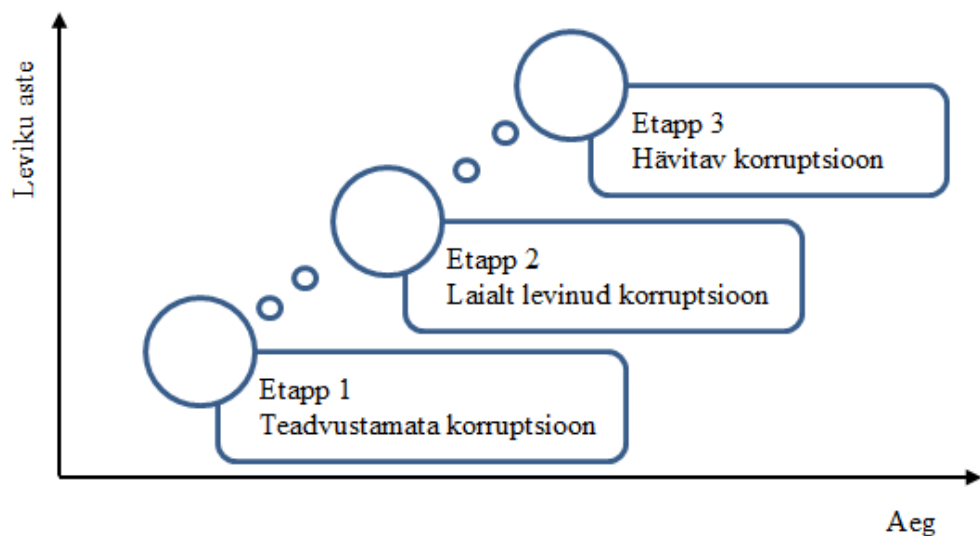 Leviku aste
Etapp 3
Hävitav korruptsioon
Etapp 2
Laialt levinud korruptsioon
Etapp 1
Teadvustamata korruptsioon
Aeg